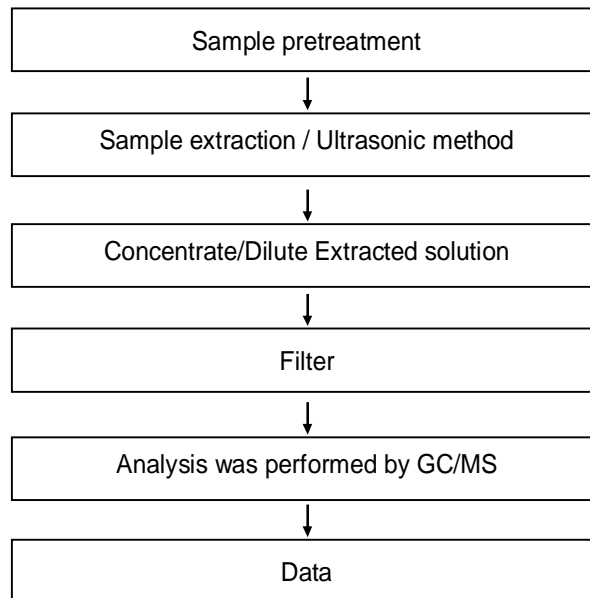 Sample pretreatment
Sample extraction / Ultrasonic method
Concentrate/Dilute Extracted solution
Filter
Analysis was performed by GC/MS
Data